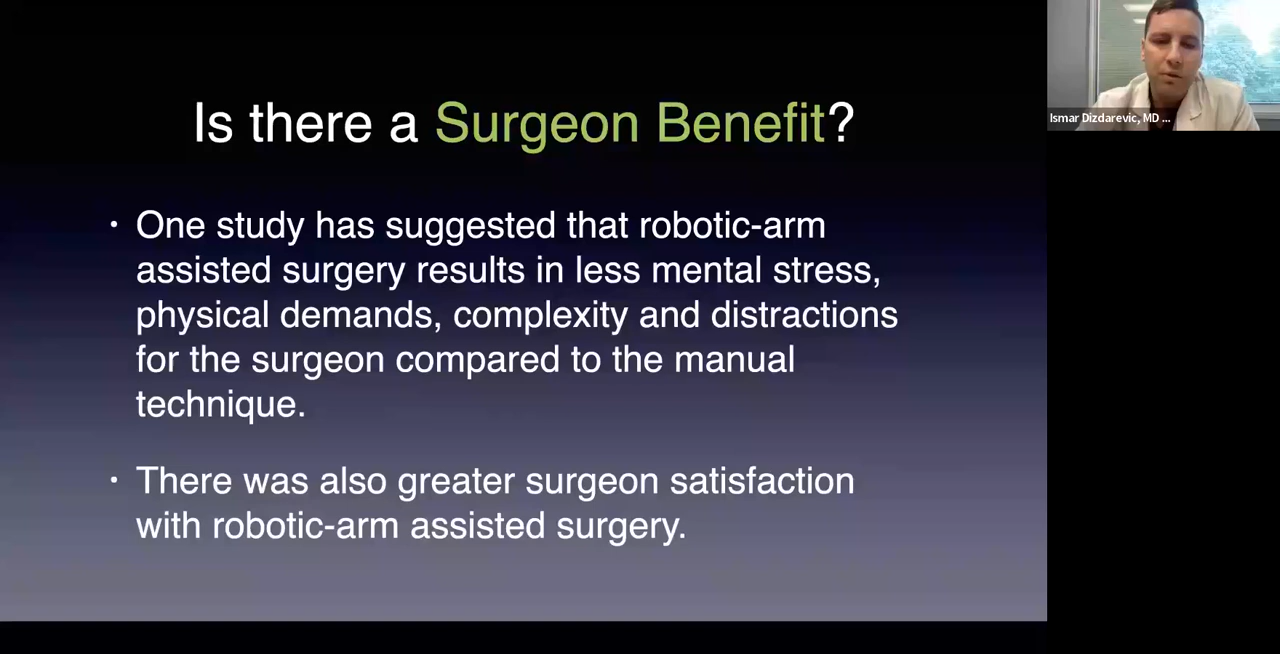 Is there a Surgeon Benefit?
• One study has suggested that robotic-arm
assisted surgery results in less mental stress,
physical demands, complexity and distractions
for the surgeon compared to the manual
technique.
• There was also greater surgeon satisfaction
with robotic-arm assisted surgery.
Ismar Dizdarevic, MD ...